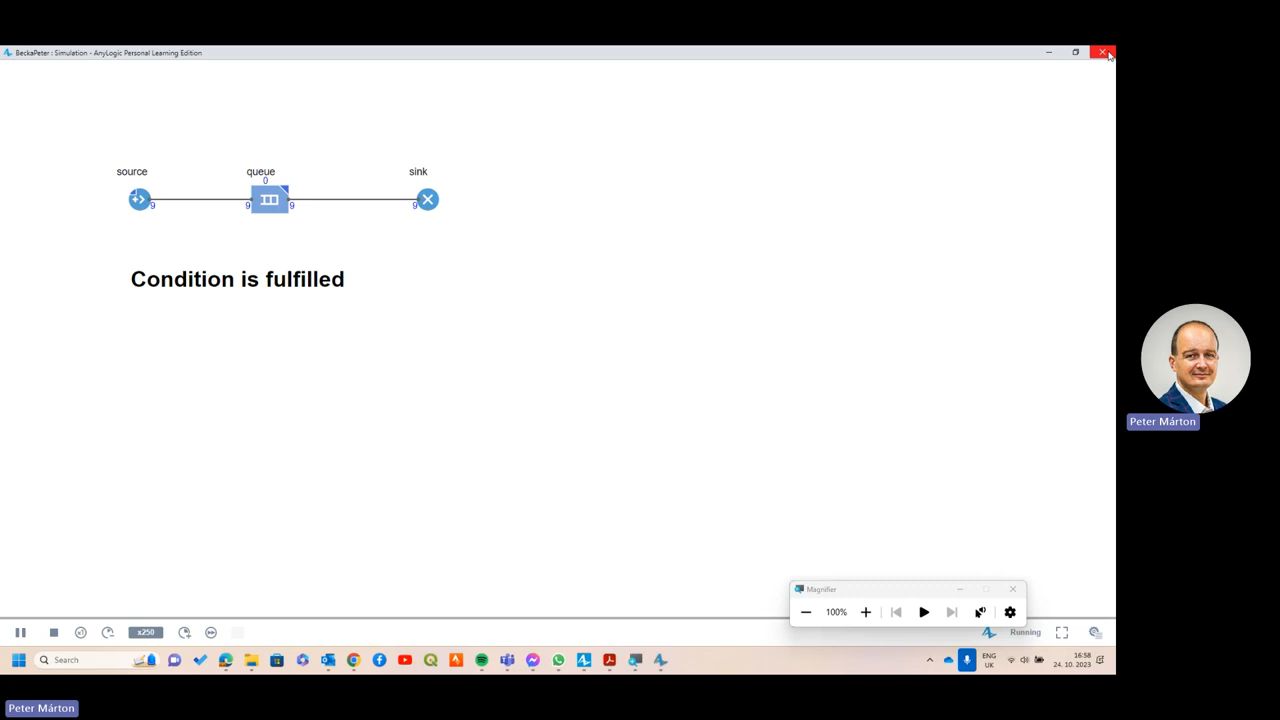 BeckaPeter : Simulation - AnyLogic Personal Learning Edition
source
queue
sink
0
9
9
9
9
Condition is fulfilled
Peter Márton
Magnifier
100%
x1
x250
Running
Search
ENG
UK
16:58
24. 10. 2023
Peter Márton